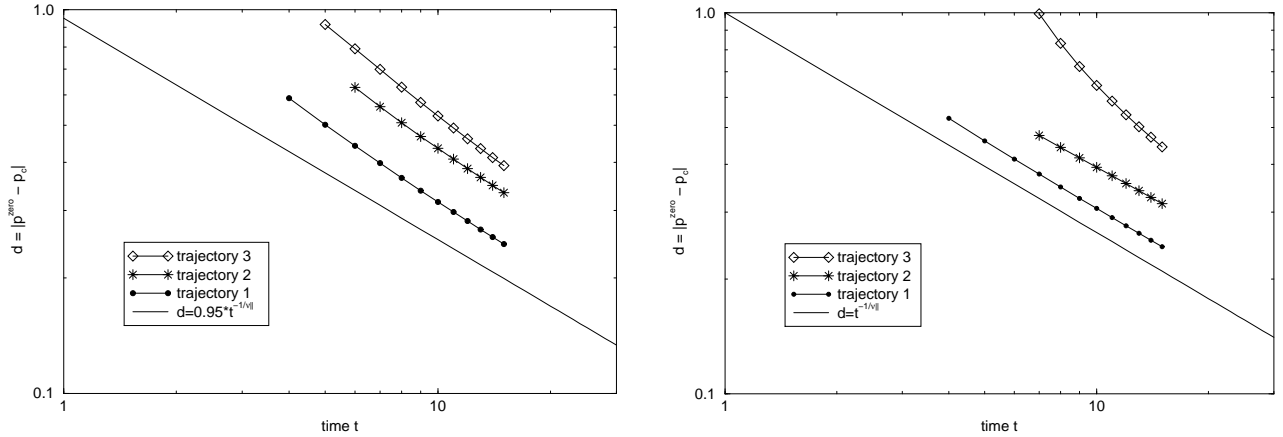 1.0
0.1
1
10
time t
d = |p^zero − p_c|
trajectory 3
trajectory 2
trajectory 1
d=0.95*t^−1/ν||
1.0
0.1
1
10
time t
d = |p^zero − p_c|
trajectory 3
trajectory 2
trajectory 1
d=t^−1/ν||